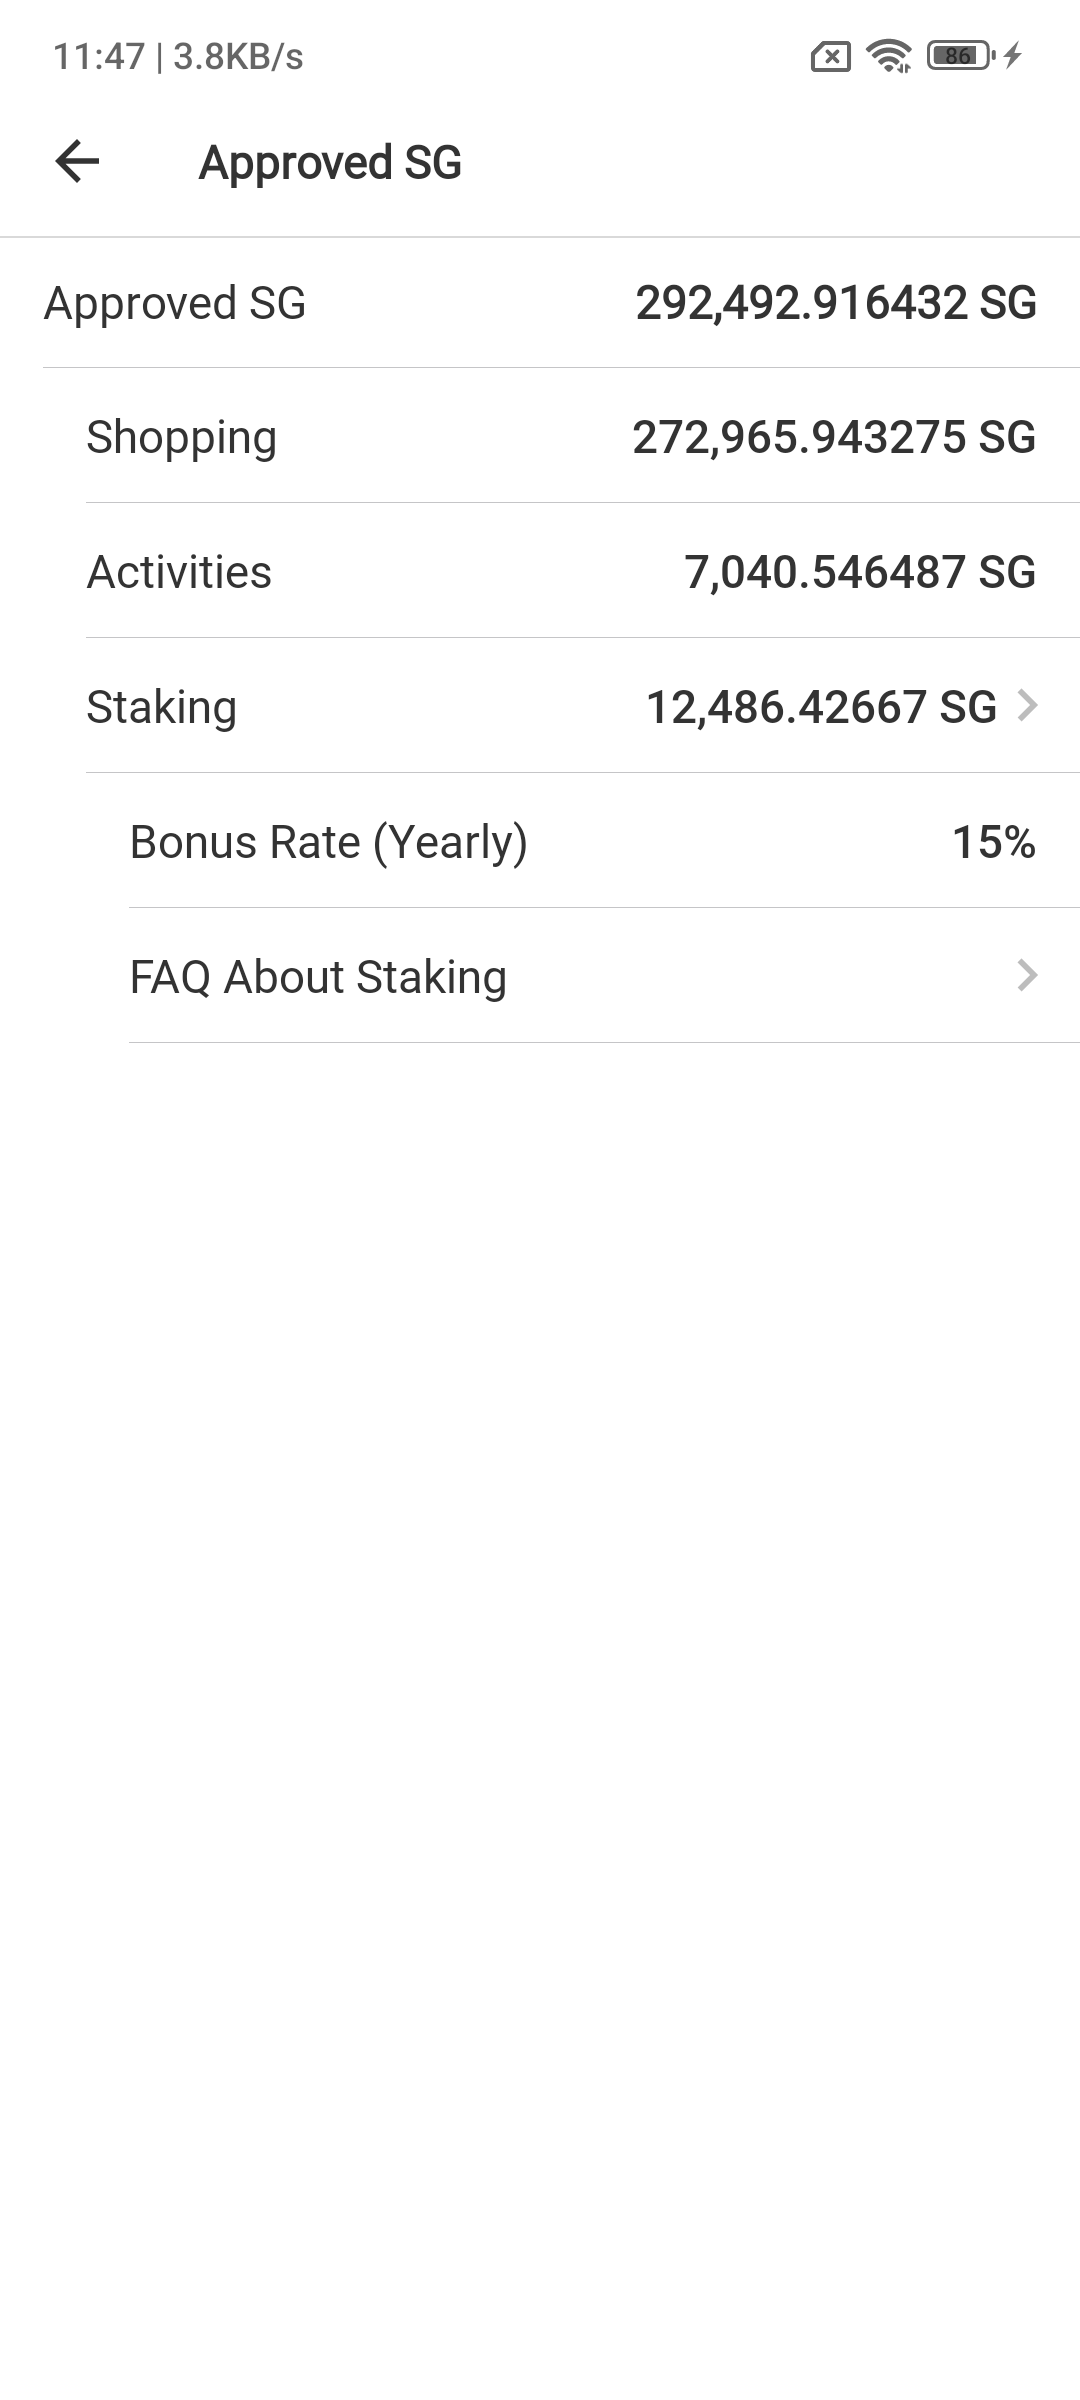 11:47 | 3.8KB/s 86
Approved SG
Approved SG 292,492.916432 SG
Shopping 272,965.943275 SG
Activities 7,040.546487 SG
Staking 12,486.42667 SG
Bonus Rate (Yearly) 15%
FAQ About Staking